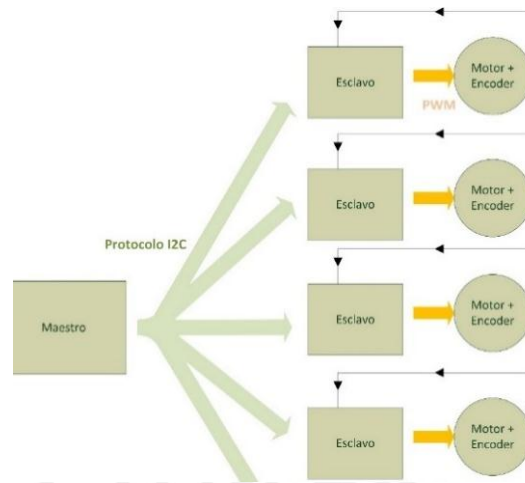 Esclavo
Motor +
Encoder
PWM
Esclavo
Motor +
Encoder
Protocolo I2C
Maestro
Esclavo
Motor +
Encoder
Esclavo
Motor +
Encoder